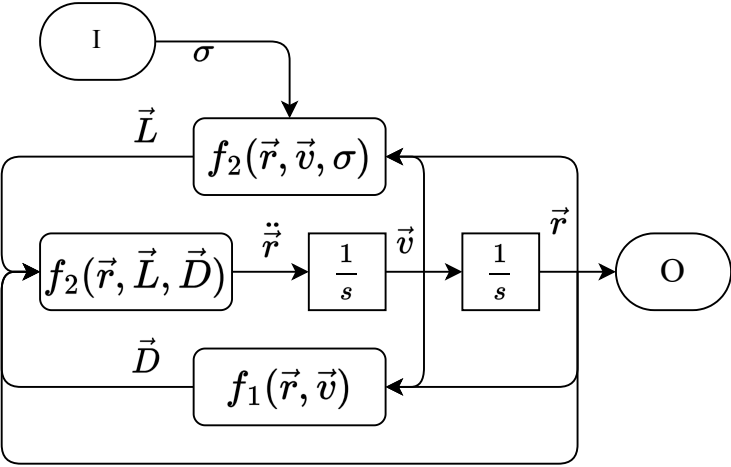 I
σ
L⃗
f₂(r⃗, v⃗, σ)
r⃗
r⃗̈
v⃗
f₂(r⃗, L⃗, D⃗)
1/s
1/s
O
D⃗
f₁(r⃗, v⃗)